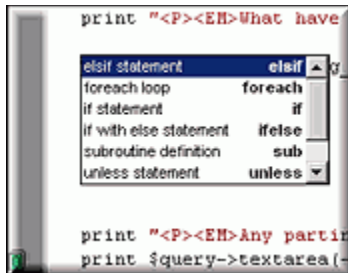 print "<P><EM>What have
elsif statement elsif
foreach loop foreach
if statement if
if with else statement ifelse
subroutine definition sub
unless statement unless
print "<P><EM>Any partin
print $query->textarea(-